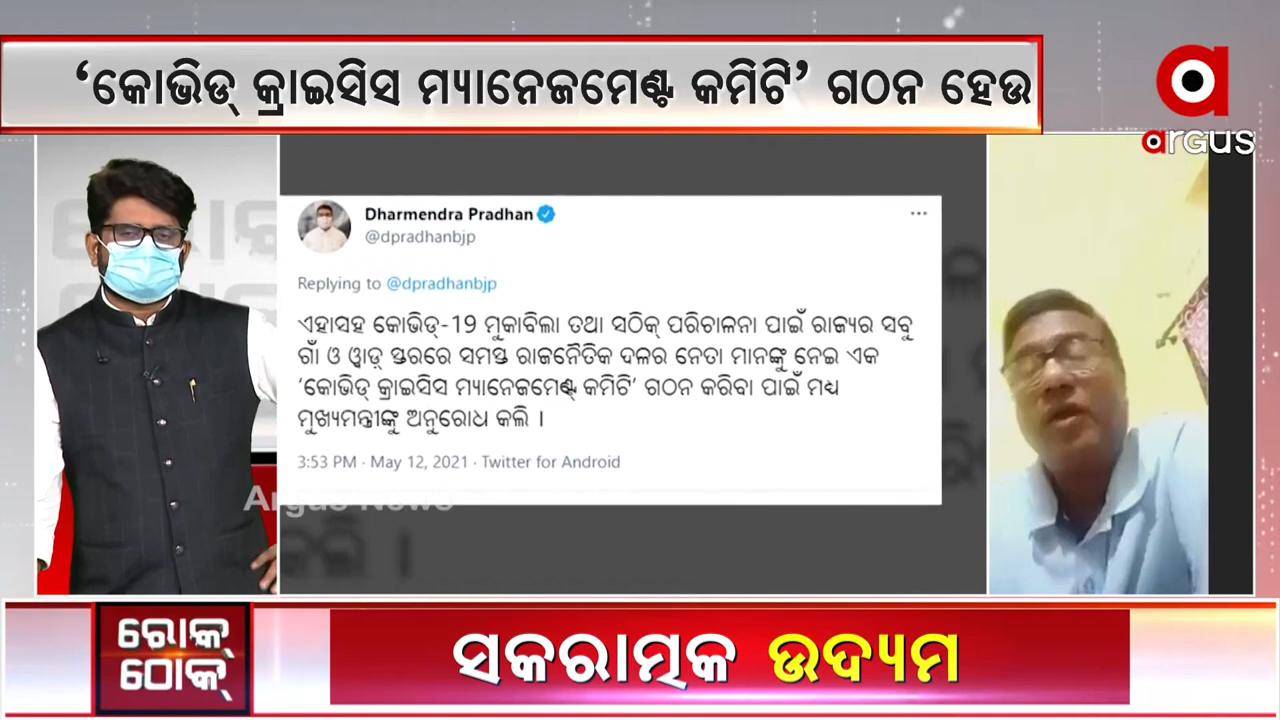 ‘କୋଭିଡ୍ କ୍ରାଇସିସ ମ୍ୟାନେଜମେଣ୍ଟ କମିଟି’ ଗଠନ ହେଉ
argus
Dharmendra Pradhan
@dpradhanbjp
Replying to @dpradhanbjp
ଏହାସହ କୋଭିଡ୍-19 ମୁକାବିଲା ତଥା ସଠିକ୍ ପରିଚାଳନା ପାଇଁ ରାଜ୍ୟର ସବୁ
ଗାଁ ଓ ୱାଡ଼୍ ସ୍ତରରେ ସମସ୍ତ ରାଜନୈତିକ ଦଳର ନେତା ମାନଙ୍କୁ ନେଇ ଏକ
‘କୋଭିଡ୍ କ୍ରାଇସିସ ମ୍ୟାନେଜମେଣ୍ଟ୍ କମିଟି’ ଗଠନ କରିବା ପାଇଁ ମଧ୍ୟ
ମୁଖ୍ୟମନ୍ତ୍ରୀଙ୍କୁ ଅନୁରୋଧ କଲି ।
3:53 PM · May 12, 2021 · Twitter for Android
Argus News
କଲି ।
ରୋକ୍
ଠୋକ୍
ସକରାତ୍ମକ ଉଦ୍ୟମ